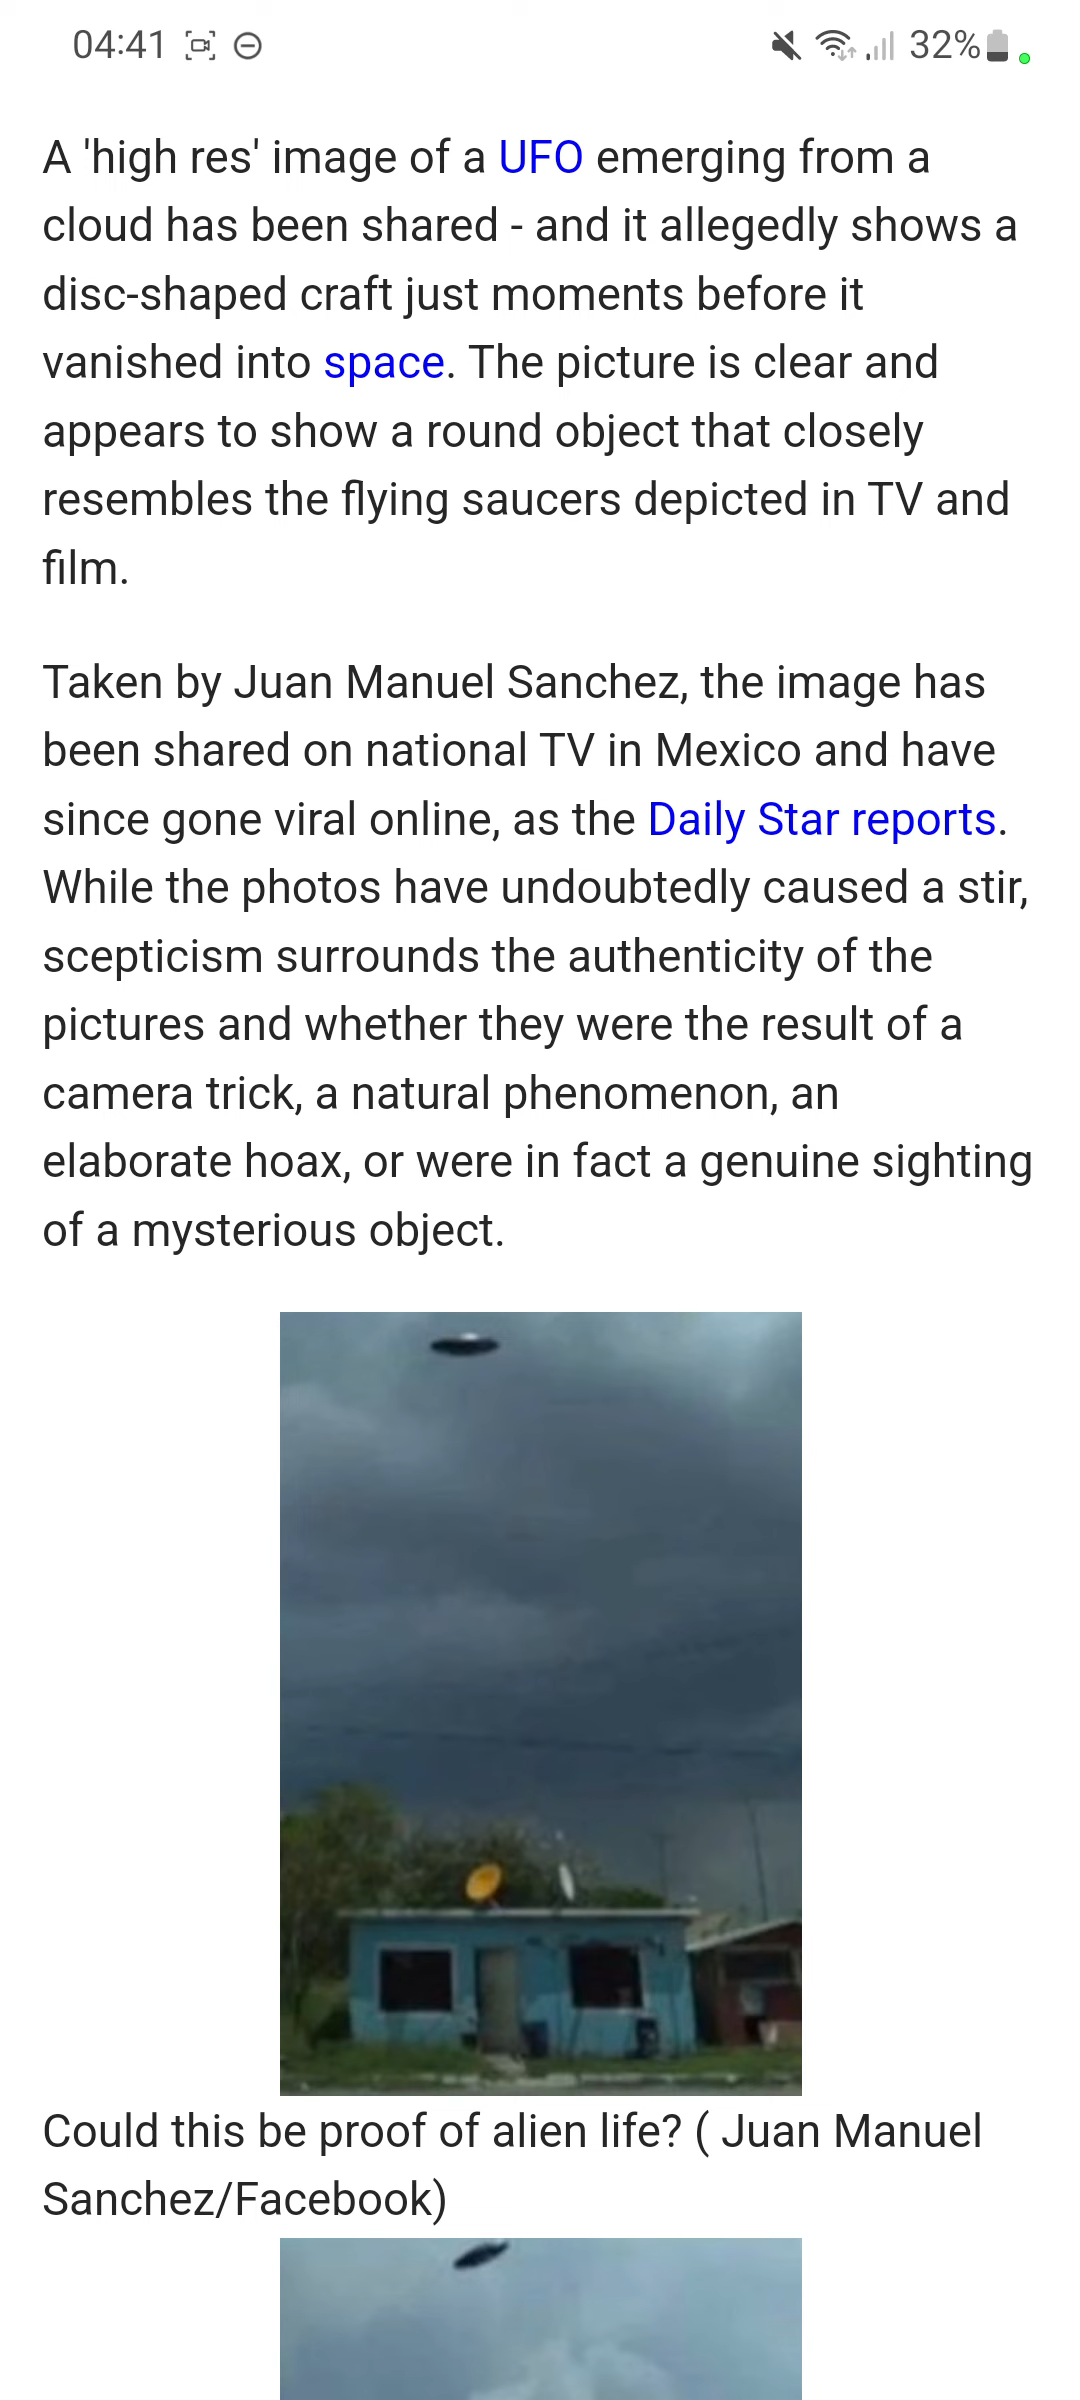 04:41 32%
A 'high res' image of a UFO emerging from a
cloud has been shared - and it allegedly shows a
disc-shaped craft just moments before it
vanished into space. The picture is clear and
appears to show a round object that closely
resembles the flying saucers depicted in TV and
film.
Taken by Juan Manuel Sanchez, the image has
been shared on national TV in Mexico and have
since gone viral online, as the Daily Star reports.
While the photos have undoubtedly caused a stir,
scepticism surrounds the authenticity of the
pictures and whether they were the result of a
camera trick, a natural phenomenon, an
elaborate hoax, or were in fact a genuine sighting
of a mysterious object.
Could this be proof of alien life? ( Juan Manuel
Sanchez/Facebook)